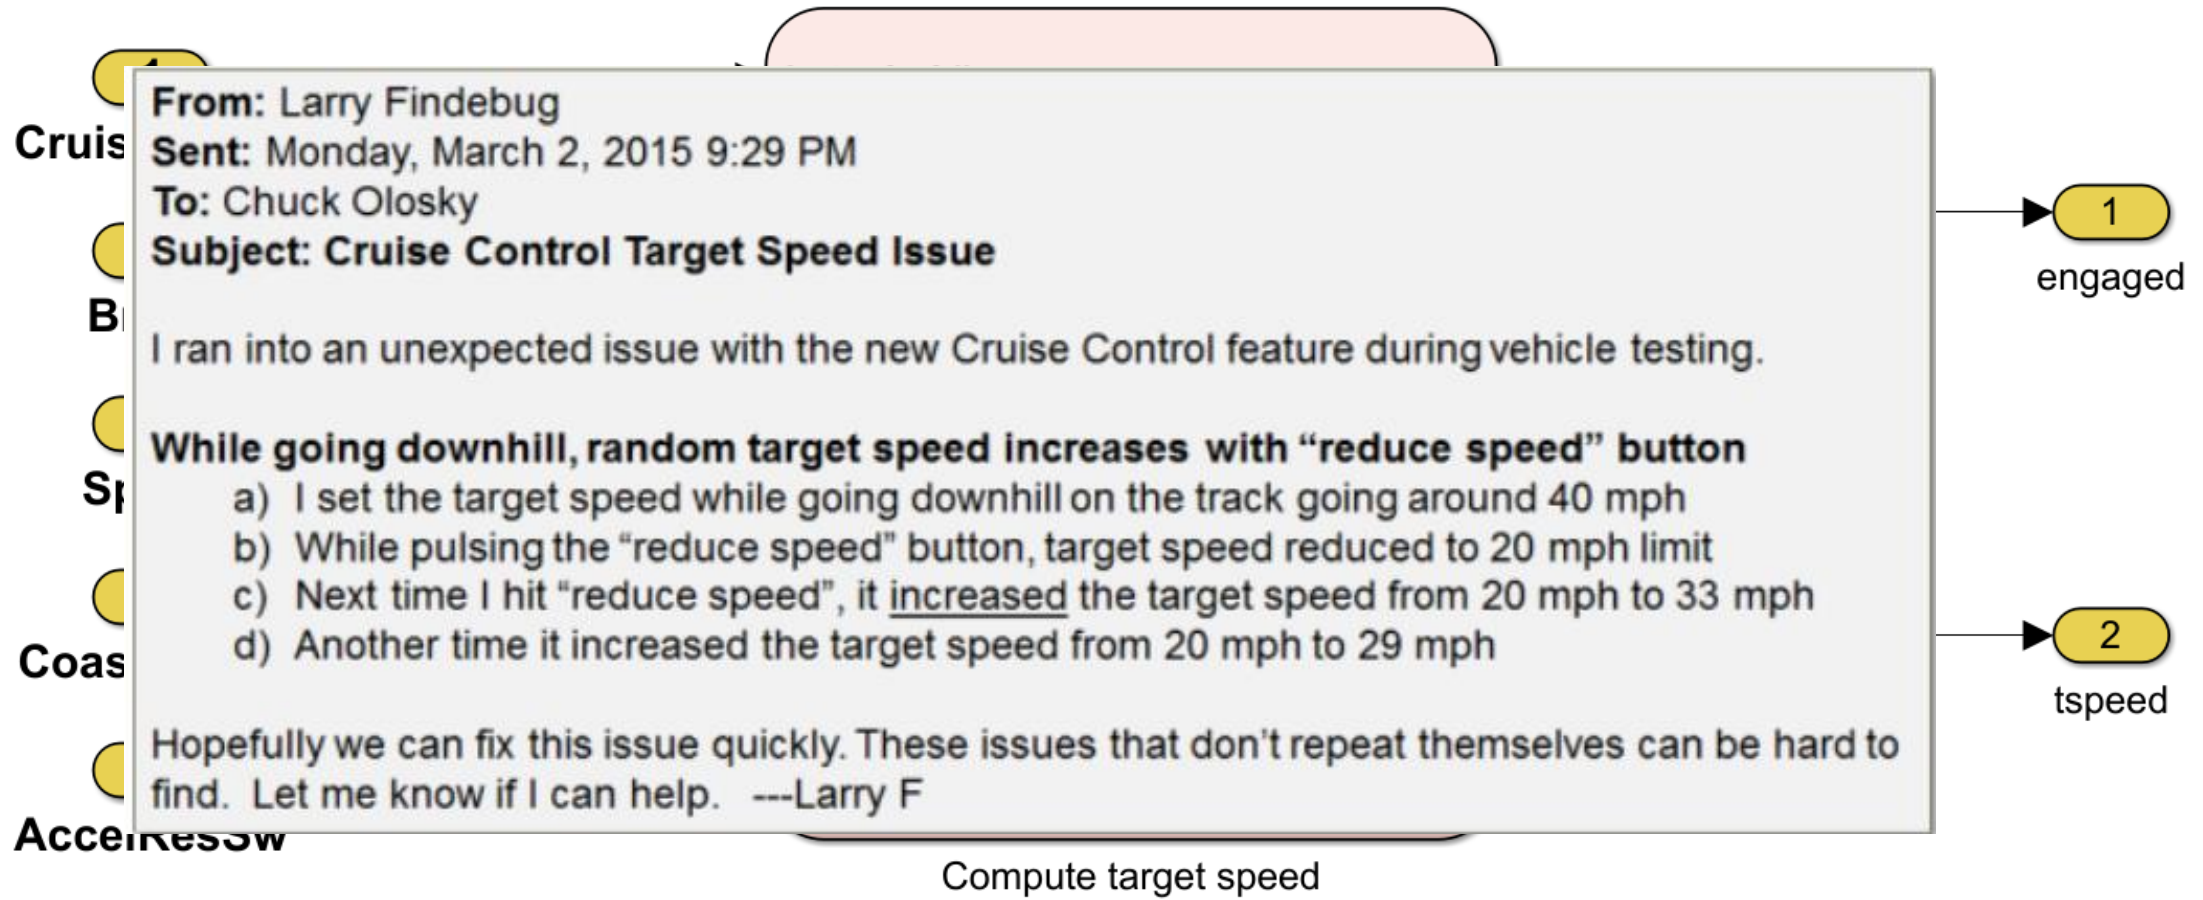 From: Larry Findebug
Sent: Monday, March 2, 2015 9:29 PM
To: Chuck Olosky
Subject: Cruise Control Target Speed Issue
I ran into an unexpected issue with the new Cruise Control feature during vehicle testing.
While going downhill, random target speed increases with “reduce speed” button
a) I set the target speed while going downhill on the track going around 40 mph
b) While pulsing the “reduce speed” button, target speed reduced to 20 mph limit
c) Next time I hit “reduce speed”, it increased the target speed from 20 mph to 33 mph
d) Another time it increased the target speed from 20 mph to 29 mph
Hopefully we can fix this issue quickly. These issues that don’t repeat themselves can be hard to
find. Let me know if I can help. ---Larry F
Cruis
B
Sp
Coas
AccelResSw
1
engaged
2
tspeed
Compute target speed